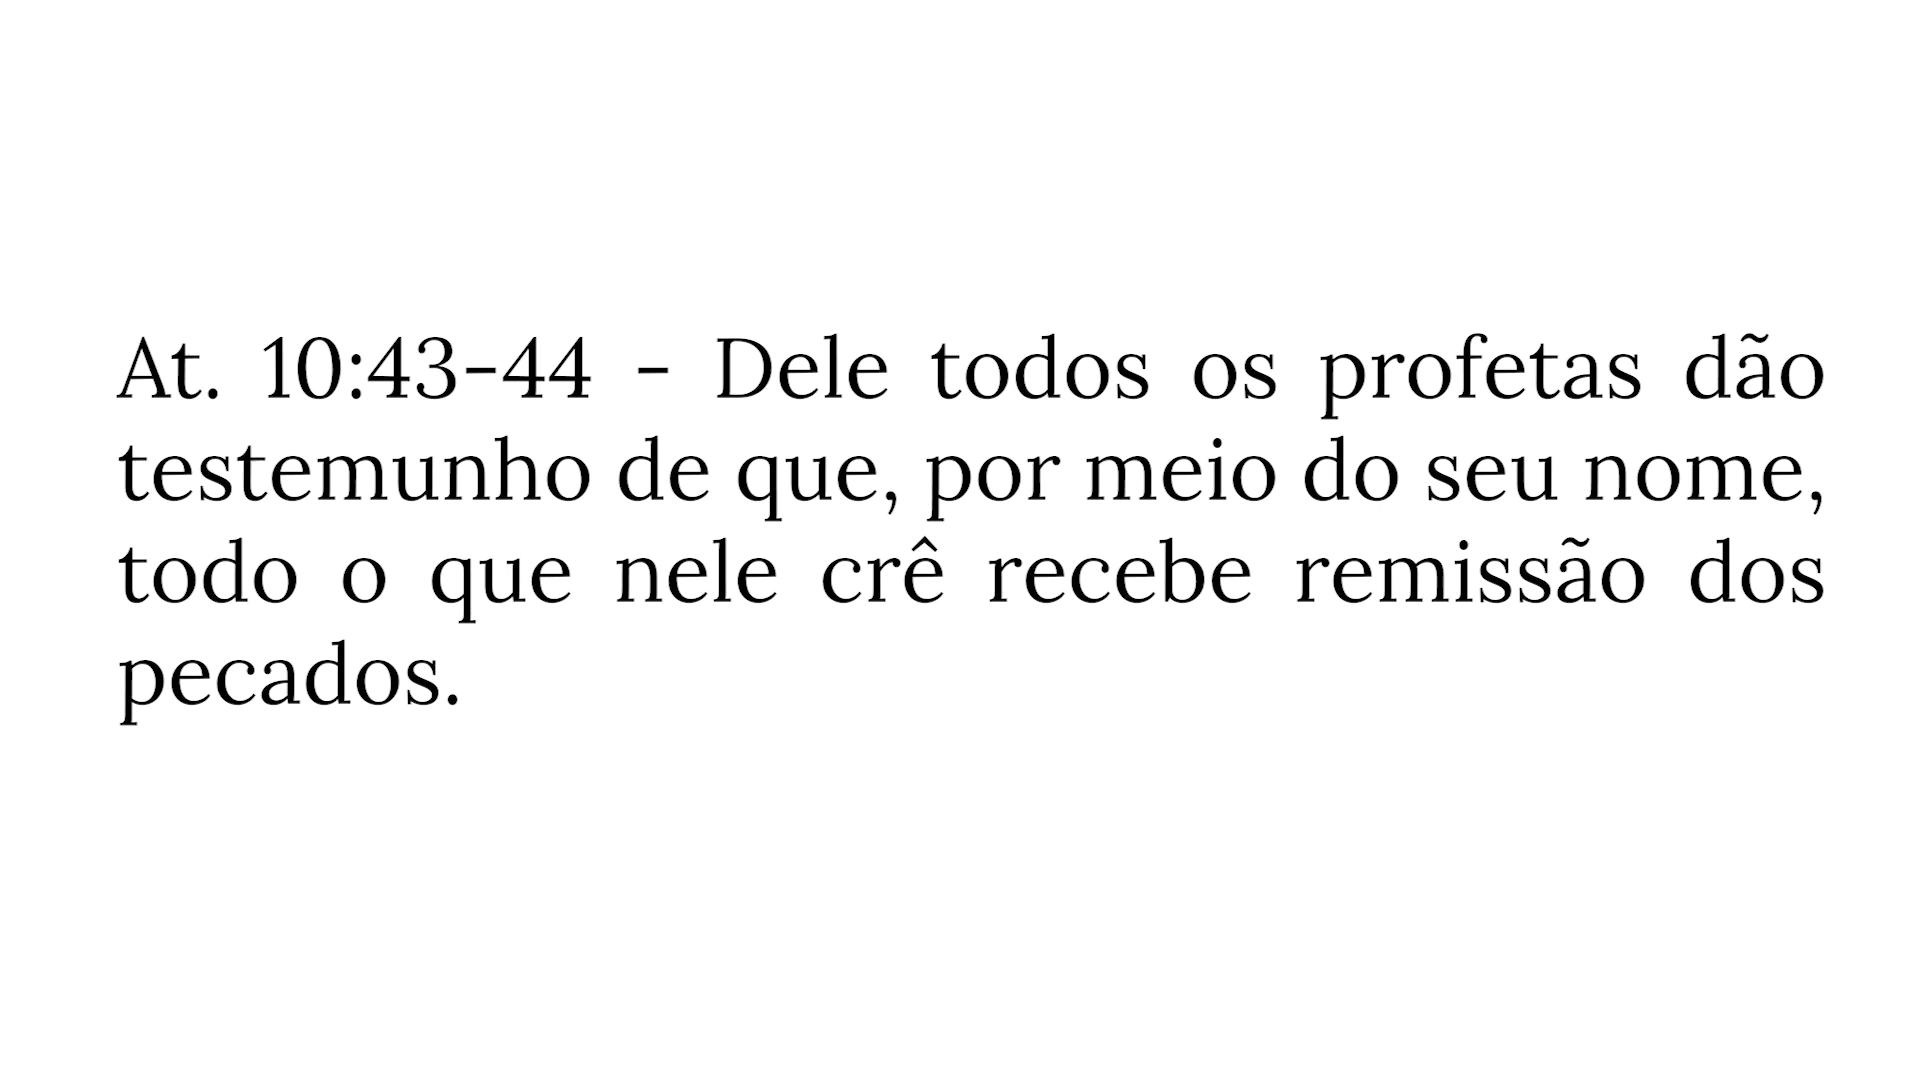 At. 10:43-44 - Dele todos os profetas dão
testemunho de que, por meio do seu nome,
todo o que nele crê recebe remissão dos
pecados.